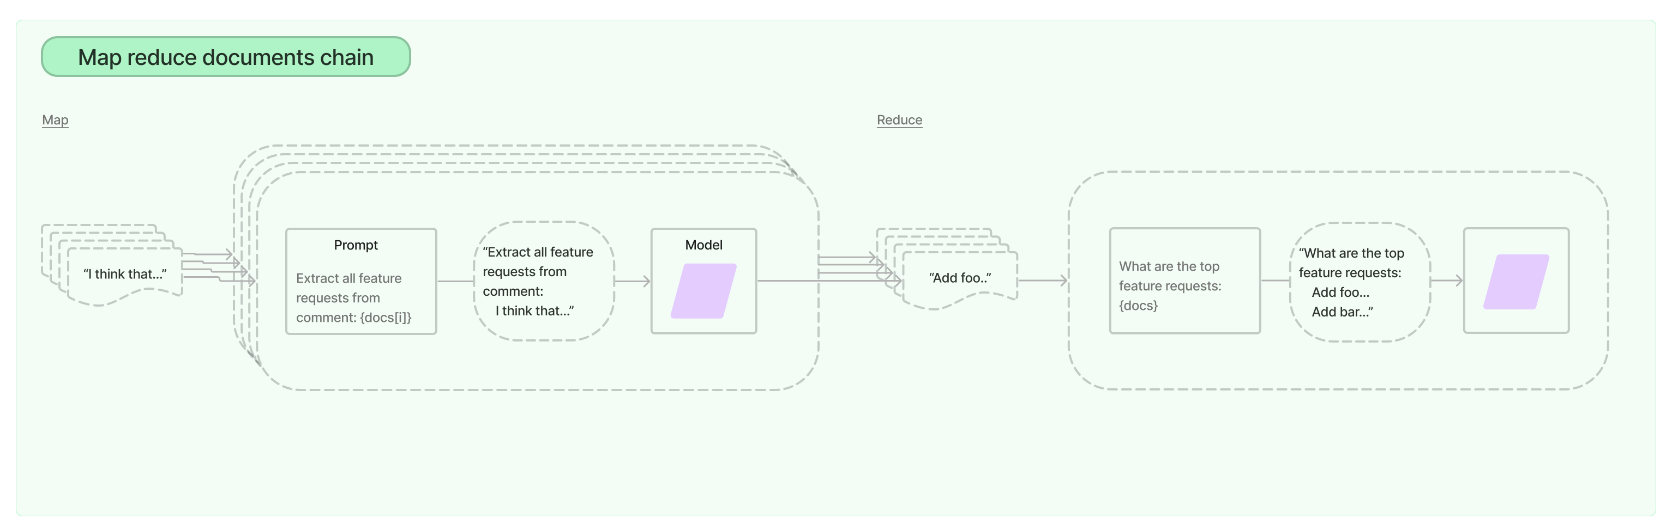 Map reduce documents chain
Map
Reduce
“I think that...”
Prompt
Extract all feature
requests from
comment: {docs[i]}
“Extract all feature
requests from
comment:
I think that...”
Model
“Add foo..”
What are the top
feature requests:
{docs}
“What are the top
feature requests:
Add foo...
Add bar...”